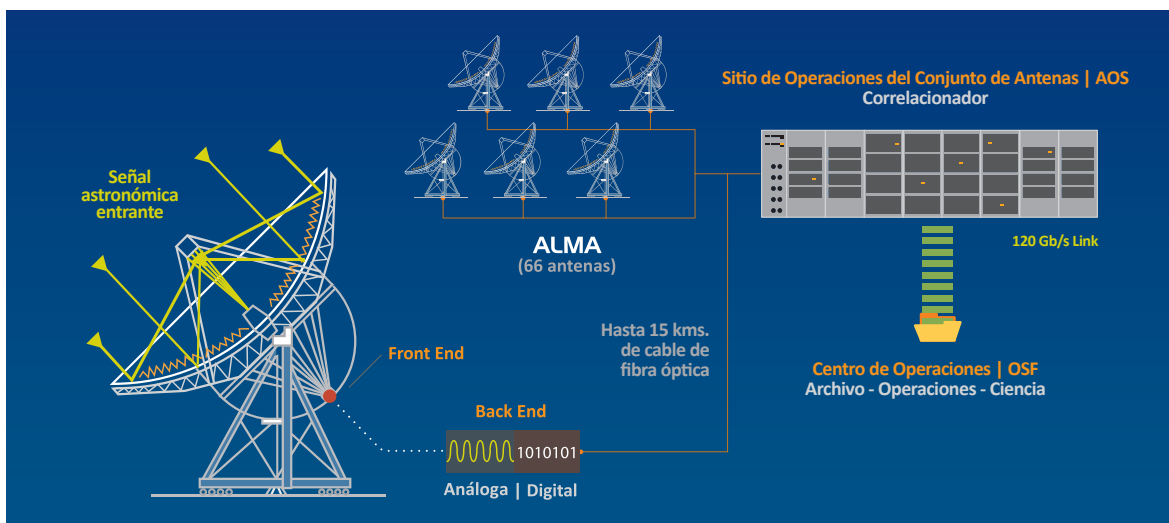 Señal
astronómica
entrante
ALMA
(66 antenas)
Sitio de Operaciones del Conjunto de Antenas | AOS
Correlacionador
120 Gb/s Link
Hasta 15 kms.
de cable de
fibra óptica
Front End
Back End
1010101
Análoga | Digital
Centro de Operaciones | OSF
Archivo - Operaciones - Ciencia